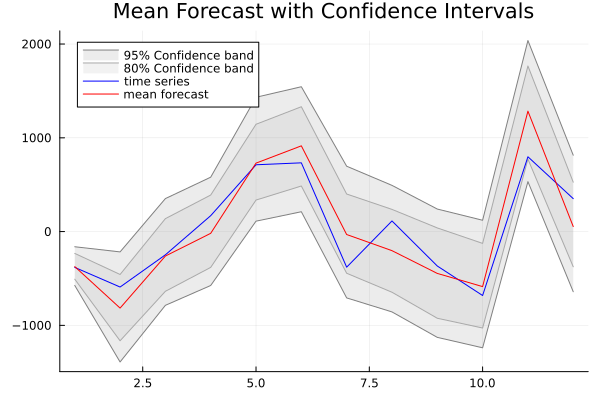 Mean Forecast with Confidence Intervals
2000
1000
0
−1000
95% Confidence band
80% Confidence band
time series
mean forecast
2.5 5.0 7.5 10.0